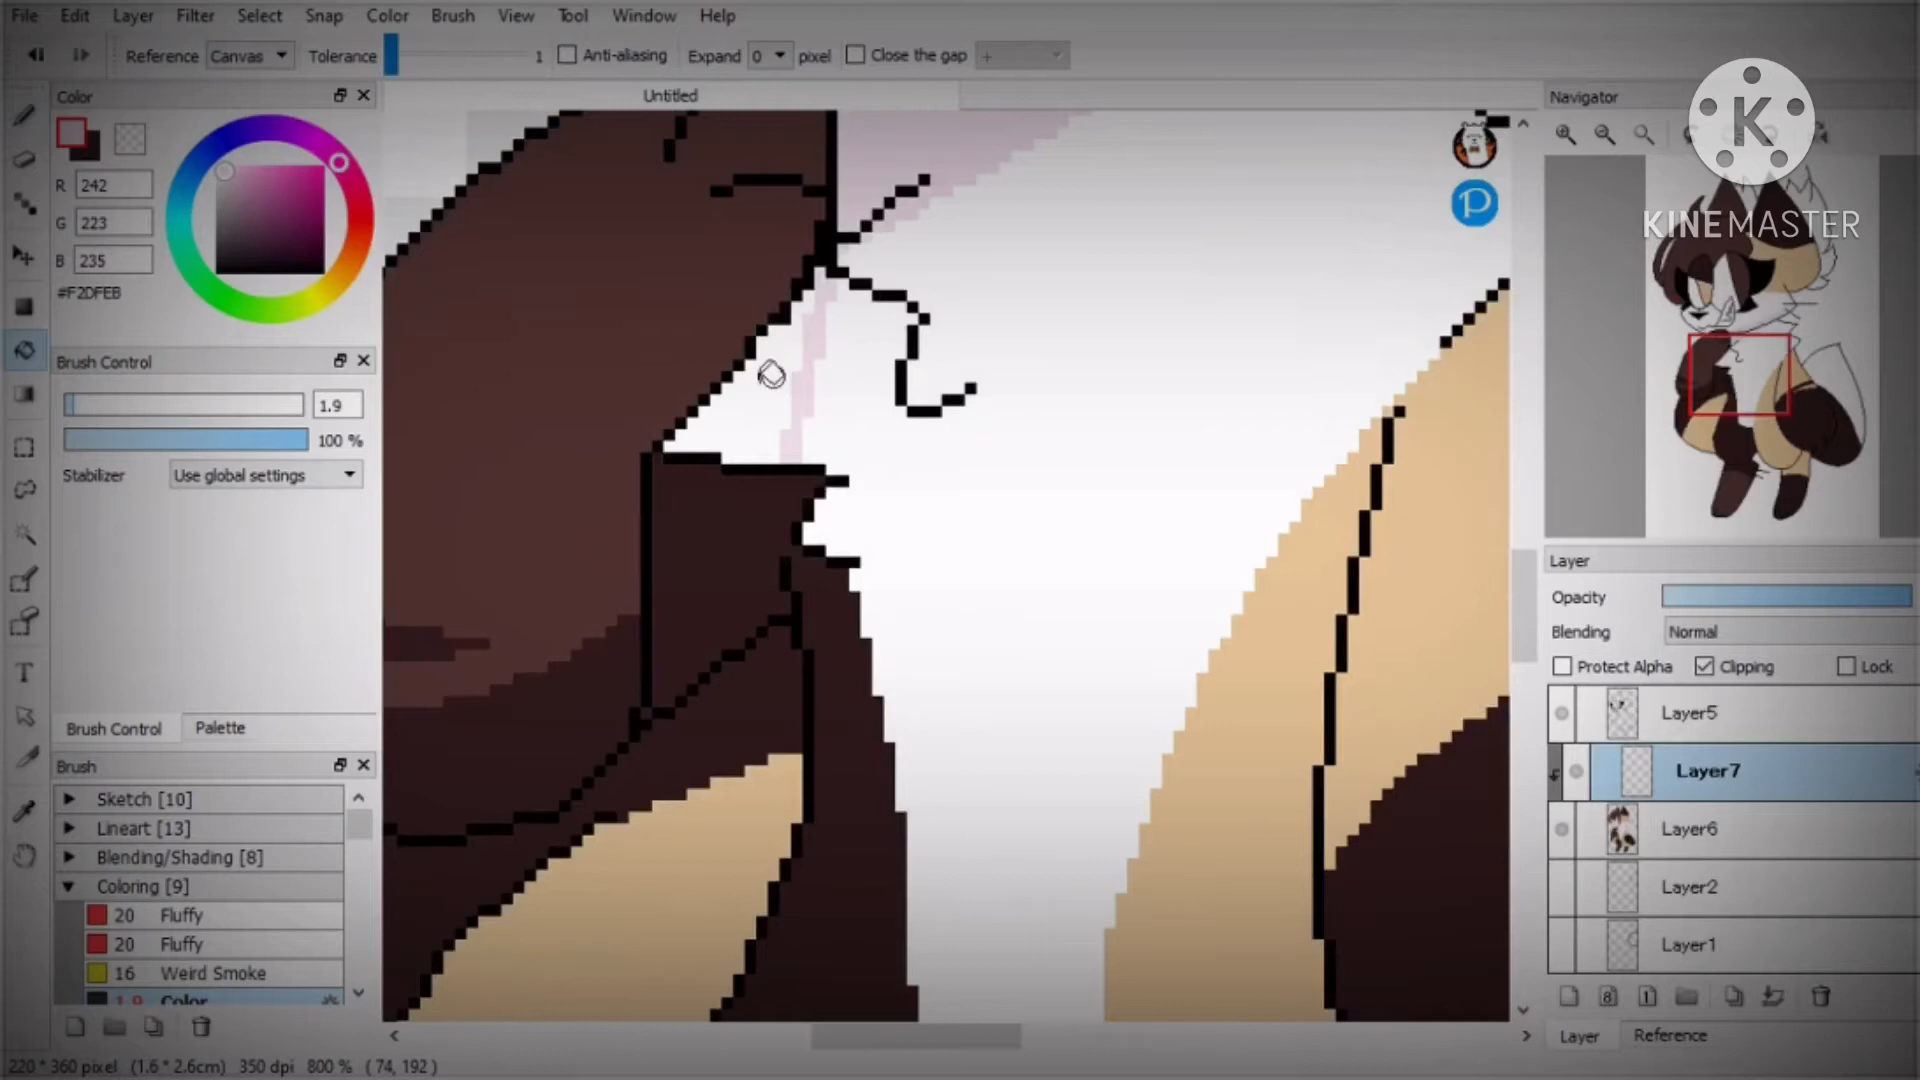 File Edit Layer Filter Select Snap Color Brush View Tool Window Help
Reference Canvas Tolerance 1 Anti-aliasing Expand 0 pixel Close the gap +
Color
Untitled
Navigator
K
KINEMASTER
P
R 242
G 223
B 235
#F2DFEB
Brush Control
1.9
100 %
Stabilizer Use global settings
Brush Control Palette
Brush
Sketch [10]
Lineart [13]
Blending/Shading [8]
Coloring [9]
20 Fluffy
20 Fluffy
16 Weird Smoke
1.9 Color
T
Layer
Opacity
Blending Normal
Protect Alpha Clipping Lock
Layer5
Layer7
Layer6
Layer2
Layer1
8 1
Layer Reference
220 * 360 pixel (1.6 * 2.6cm) 350 dpi 800 % ( 74, 192 )